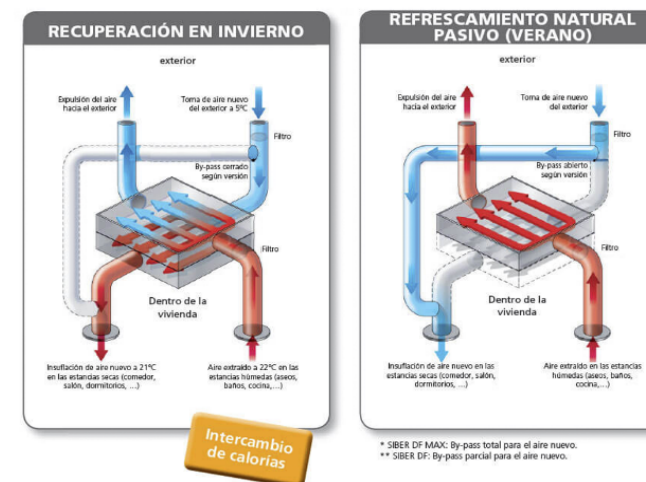 RECUPERACIÓN EN INVIERNO
exterior
Expulsión del aire
hacia el exterior
Toma de aire nuevo
del exterior a 5ºC
Filtro
By-pass cerrado
según versión
Filtro
Dentro de la
vivienda
Insuflación de aire nuevo a 21ºC
en las estancias secas (comedor,
salón, dormitorios, ...)
Aire extraido a 22ºC en las
estancias húmedas (aseos,
baños, cocina,...)
Intercambio
de calorías
REFRESCAMIENTO NATURAL
PASIVO (VERANO)
exterior
Expulsión del aire
hacia el exterior
Toma de aire nuevo
del exterior
Filtro
By-pass abierto
según versión
Filtro
Dentro de la
vivienda
Insuflación de aire nuevo en las
estancias secas (comedor, salón,
dormitorios, ...)
Aire extraido en las estancias
húmedas (aseos, baños,
cocina,...)
* SIBER DF MAX: By-pass total para el aire nuevo.
** SIBER DF: By-pass parcial para el aire nuevo.